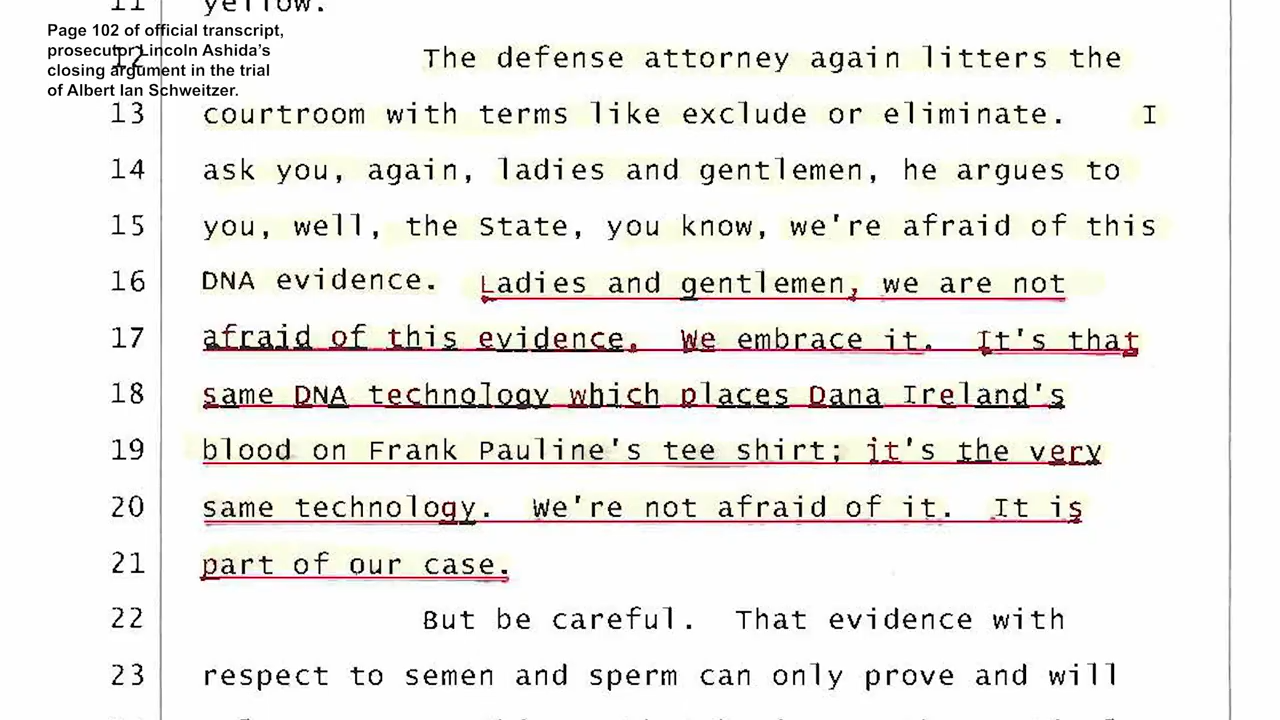 yellow.
Page 102 of official transcript,
prosecutor Lincoln Ashida's
closing argument in the trial
of Albert Ian Schweitzer.
12 The defense attorney again litters the
13 courtroom with terms like exclude or eliminate. I
14 ask you, again, ladies and gentlemen, he argues to
15 you, well, the State, you know, we're afraid of this
16 DNA evidence. Ladies and gentlemen, we are not
17 afraid of this evidence. We embrace it. It's that
18 same DNA technology which places Dana Ireland's
19 blood on Frank Pauline's tee shirt; it's the very
20 same technology. We're not afraid of it. It is
21 part of our case.
22 But be careful. That evidence with
23 respect to semen and sperm can only prove and will